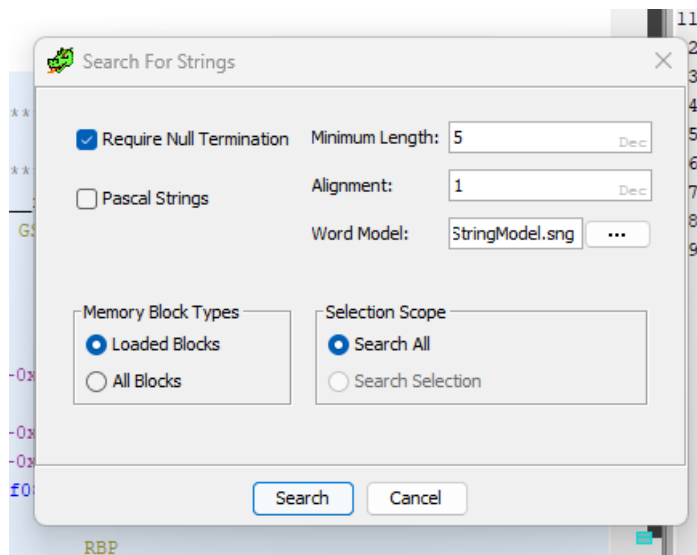 11
Search For Strings
2
3
**
Require Null Termination
Minimum Length:
5
Dec
4
5
**
Pascal Strings
Alignment:
1
Dec
6
7
GS
Word Model:
StringModel.sng
...
8
9
Memory Block Types
Selection Scope
Loaded Blocks
Search All
-0x
All Blocks
Search Selection
-0x
-0x
f08
Search
Cancel
RBP